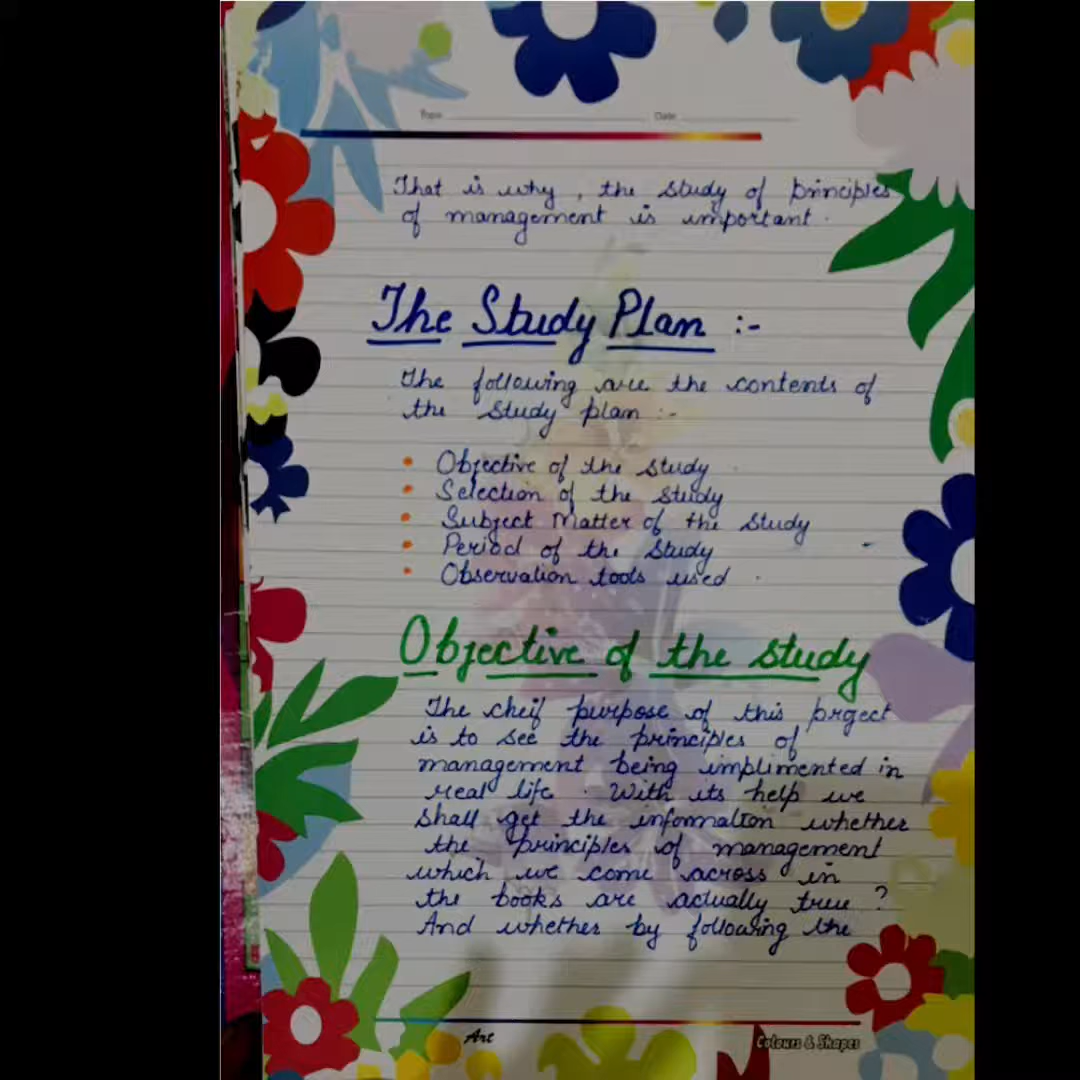 Topic Date
That is why, the study of principles
of management is important.
The Study Plan :-
The following are the contents of
the study plan :-
• Objective of the study
• Selection of the study
• Subject Matter of the study
• Period of the study
• Observation tools used.
Objective of the study
The cheif purpose of this project
is to see the principles of
management being implimented in
real life. With its help we
shall get the information whether
the principles of management
which we come across in
the books are actually true?
And whether by following the
Art Colours & Shapes